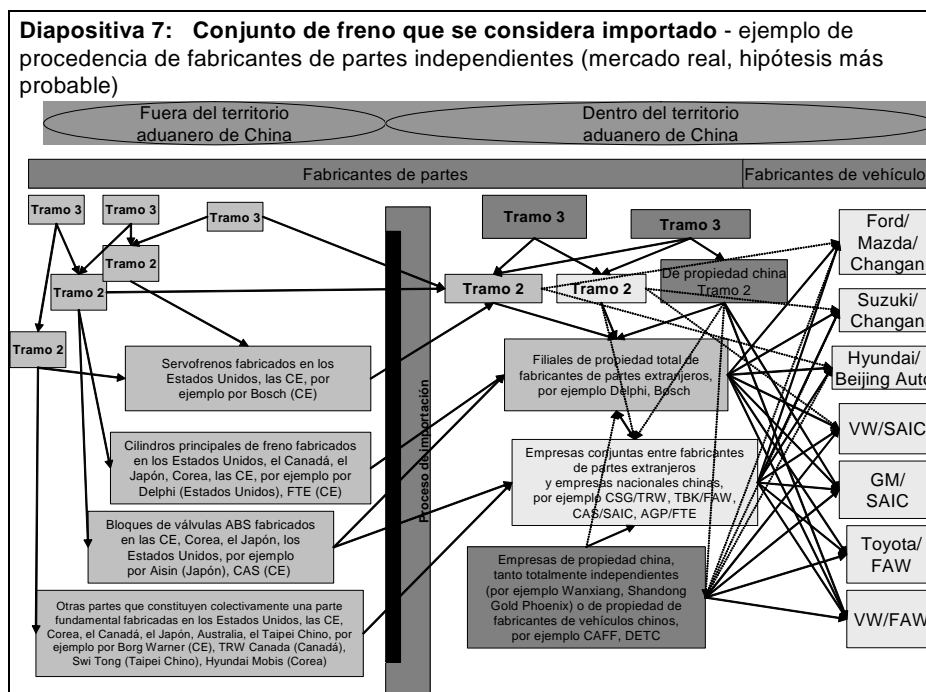 Diapositiva 7: Conjunto de freno que se considera importado - ejemplo de
procedencia de fabricantes de partes independientes (mercado real, hipótesis más
probable)
Fuera del territorio
aduanero de China
Dentro del territorio
aduanero de China
Fabricantes de partes
Fabricantes de vehículo
Tramo 3
Tramo 3
Tramo 3
Tramo 2
Tramo 2
Tramo 2
Servofrenos fabricados en los
Estados Unidos, las CE, por
ejemplo por Bosch (CE)
Cilindros principales de freno fabricados
en los Estados Unidos, el Canadá, el
Japón, Corea, las CE, por ejemplo por
Delphi (Estados Unidos), FTE (CE)
Bloques de válvulas ABS fabricados
en las CE, Corea, el Japón, los
Estados Unidos, por ejemplo
por Aisin (Japón), CAS (CE)
Otras partes que constituyen colectivamente una parte
fundamental fabricadas en los Estados Unidos, las CE,
Corea, el Canadá, el Japón, Australia, el Taipei Chino, por
ejemplo por Borg Warner (CE), TRW Canada (Canadá),
Swi Tong (Taipei Chino), Hyundai Mobis (Corea)
Proceso de importación
Tramo 3
Tramo 3
Tramo 2
Tramo 2
De propiedad china
Tramo 2
Filiales de propiedad total de
fabricantes de partes extranjeros,
por ejemplo Delphi, Bosch
Empresas conjuntas entre fabricantes
de partes extranjeros
y empresas nacionales chinas,
por ejemplo CSG/TRW, TBK/FAW,
CAS/SAIC, AGP/FTE
Empresas de propiedad china,
tanto totalmente independientes
(por ejemplo Wanxiang, Shandong
Gold Phoenix) o de propiedad de
fabricantes de vehículos chinos,
por ejemplo CAFF, DETC
Ford/
Mazda/
Changan
Suzuki/
Changan
Hyundai/
Beijing Auto
VW/SAIC
GM/
SAIC
Toyota/
FAW
VW/FAW